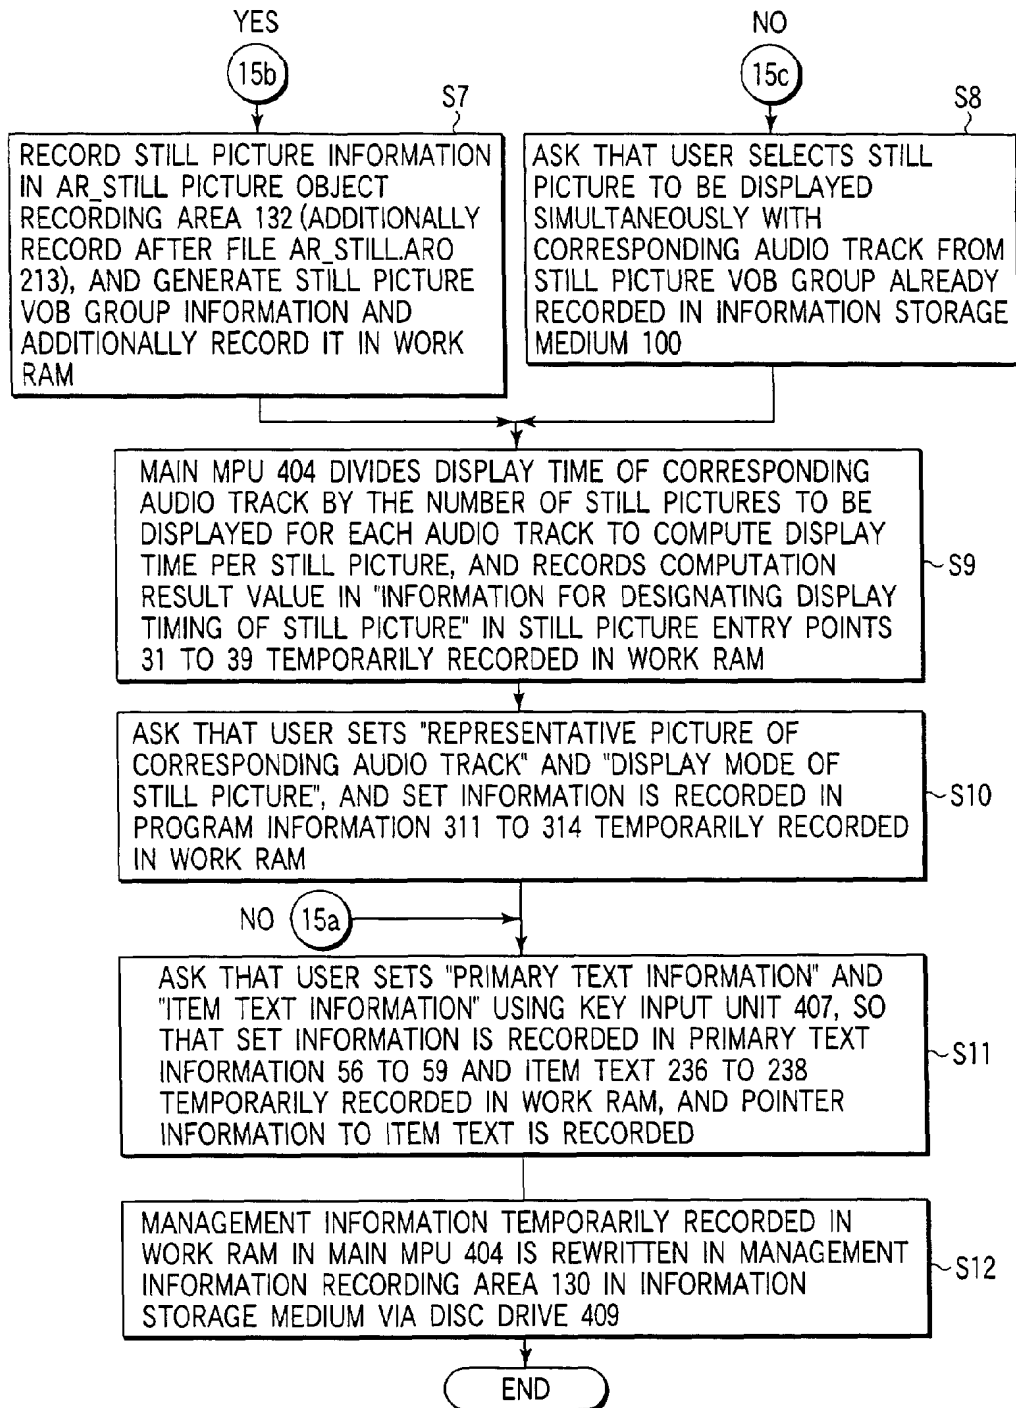 YES
15b
S7
RECORD STILL PICTURE INFORMATION
IN AR_STILL PICTURE OBJECT
RECORDING AREA 132 (ADDITIONALLY
RECORD AFTER FILE AR_STILL.ARO
213), AND GENERATE STILL PICTURE
VOB GROUP INFORMATION AND
ADDITIONALLY RECORD IT IN WORK
RAM
NO
15c
S8
ASK THAT USER SELECTS STILL
PICTURE TO BE DISPLAYED
SIMULTANEOUSLY WITH
CORRESPONDING AUDIO TRACK FROM
STILL PICTURE VOB GROUP ALREADY
RECORDED IN INFORMATION STORAGE
MEDIUM 100
MAIN MPU 404 DIVIDES DISPLAY TIME OF CORRESPONDING
AUDIO TRACK BY THE NUMBER OF STILL PICTURES TO BE
DISPLAYED FOR EACH AUDIO TRACK TO COMPUTE DISPLAY
TIME PER STILL PICTURE, AND RECORDS COMPUTATION
RESULT VALUE IN "INFORMATION FOR DESIGNATING DISPLAY
TIMING OF STILL PICTURE" IN STILL PICTURE ENTRY POINTS
31 TO 39 TEMPORARILY RECORDED IN WORK RAM
S9
ASK THAT USER SETS "REPRESENTATIVE PICTURE OF
CORRESPONDING AUDIO TRACK" AND "DISPLAY MODE OF
STILL PICTURE", AND SET INFORMATION IS RECORDED IN
PROGRAM INFORMATION 311 TO 314 TEMPORARILY RECORDED
IN WORK RAM
S10
NO 15a
ASK THAT USER SETS "PRIMARY TEXT INFORMATION" AND
"ITEM TEXT INFORMATION" USING KEY INPUT UNIT 407, SO
THAT SET INFORMATION IS RECORDED IN PRIMARY TEXT
INFORMATION 56 TO 59 AND ITEM TEXT 236 TO 238
TEMPORARILY RECORDED IN WORK RAM, AND POINTER
INFORMATION TO ITEM TEXT IS RECORDED
S11
MANAGEMENT INFORMATION TEMPORARILY RECORDED IN
WORK RAM IN MAIN MPU 404 IS REWRITTEN IN MANAGEMENT
INFORMATION RECORDING AREA 130 IN INFORMATION
STORAGE MEDIUM VIA DISC DRIVE 409
S12
END